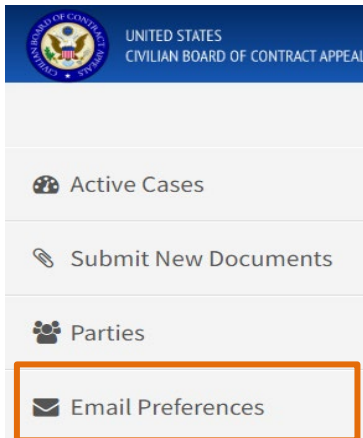 UNITED STATES
CIVILIAN BOARD OF CONTRACT APPEAL
Active Cases
Submit New Documents
Parties
Email Preferences